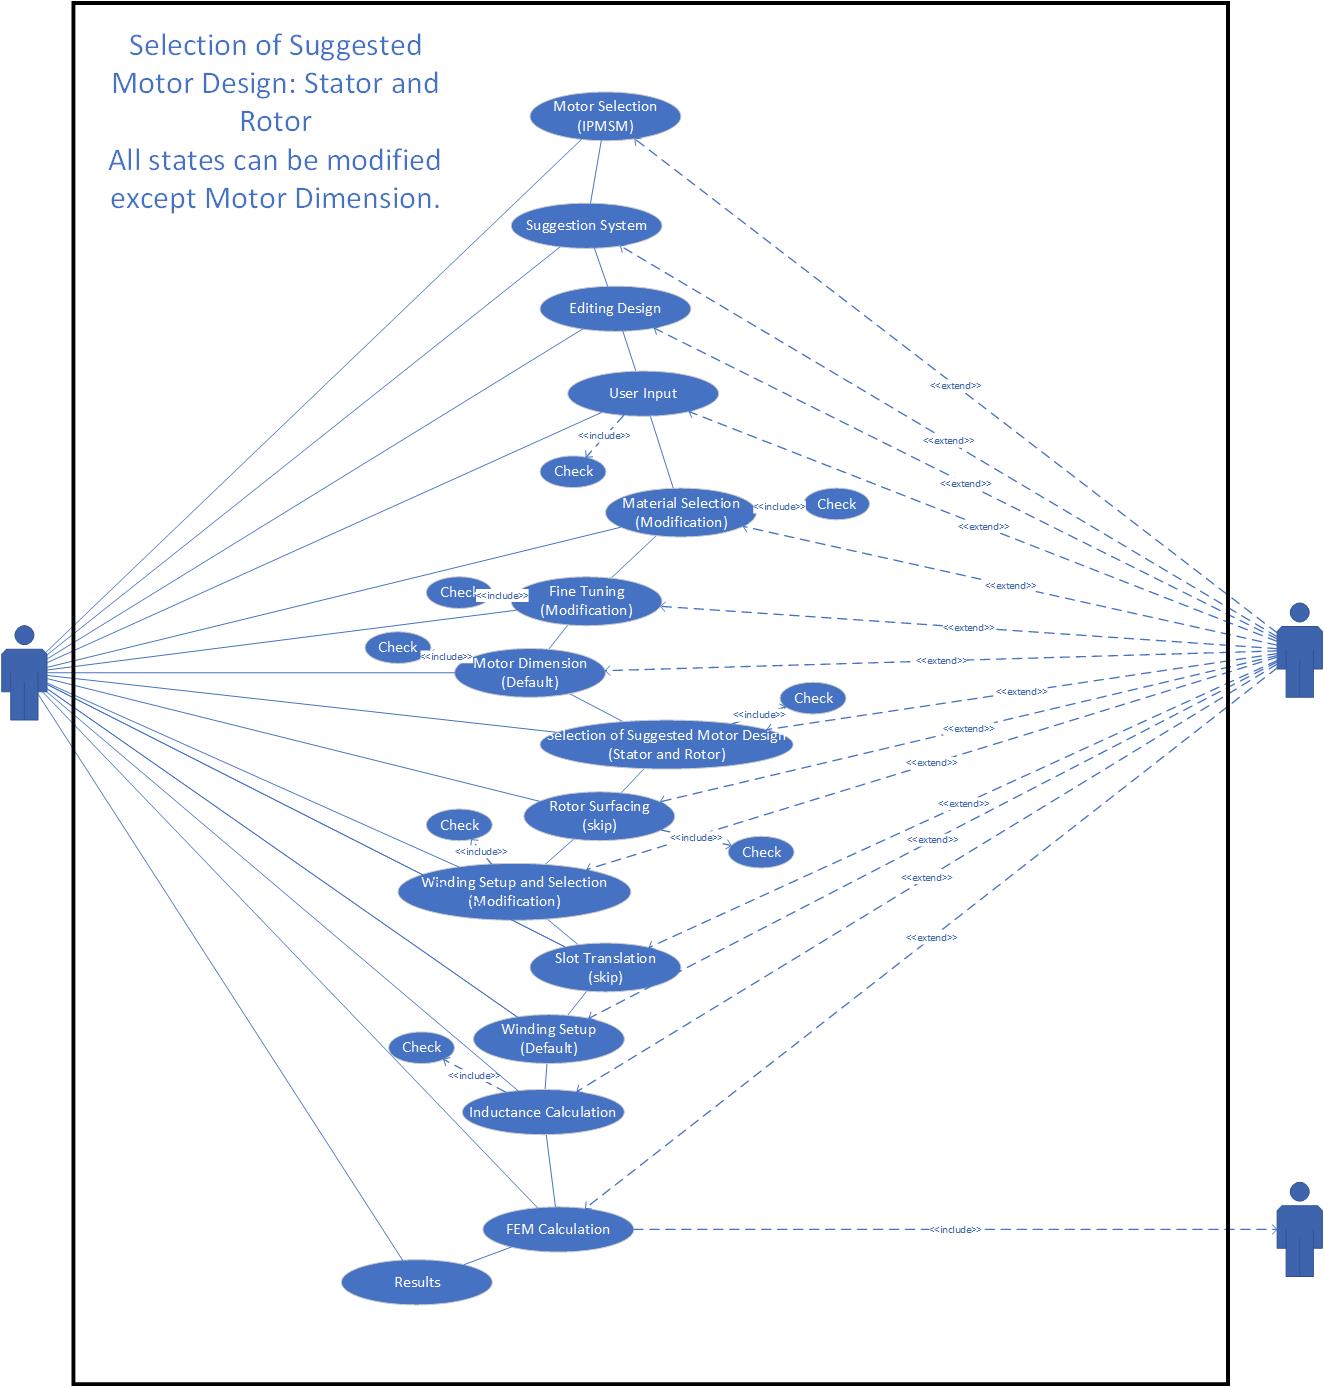 Selection of Suggested
Motor Design: Stator and
Rotor
All states can be modified
except Motor Dimension.
Motor Selection
(IPMSM)
Suggestion System
Editing Design
<<extend>>
User Input
<<include>>
<<extend>>
Check
<<extend>>
Material Selection
(Modification)
<<include>>
Check
<<extend>>
Fine Tuning
(Modification)
Check
<<include>>
<<extend>>
<<extend>>
Check
<<include>>
Motor Dimension
(Default)
<<extend>>
Check
<<include>>
<<extend>>
Selection of Suggested Motor Design
(Stator and Rotor)
<<extend>>
<<extend>>
Rotor Surfacing
(skip)
<<extend>>
Check
<<include>>
<<include>>
Check
<<extend>>
Winding Setup and Selection
(Modification)
<<extend>>
<<extend>>
Slot Translation
(skip)
Winding Setup
(Default)
Check
<<include>>
Inductance Calculation
FEM Calculation
<<include>>
Results